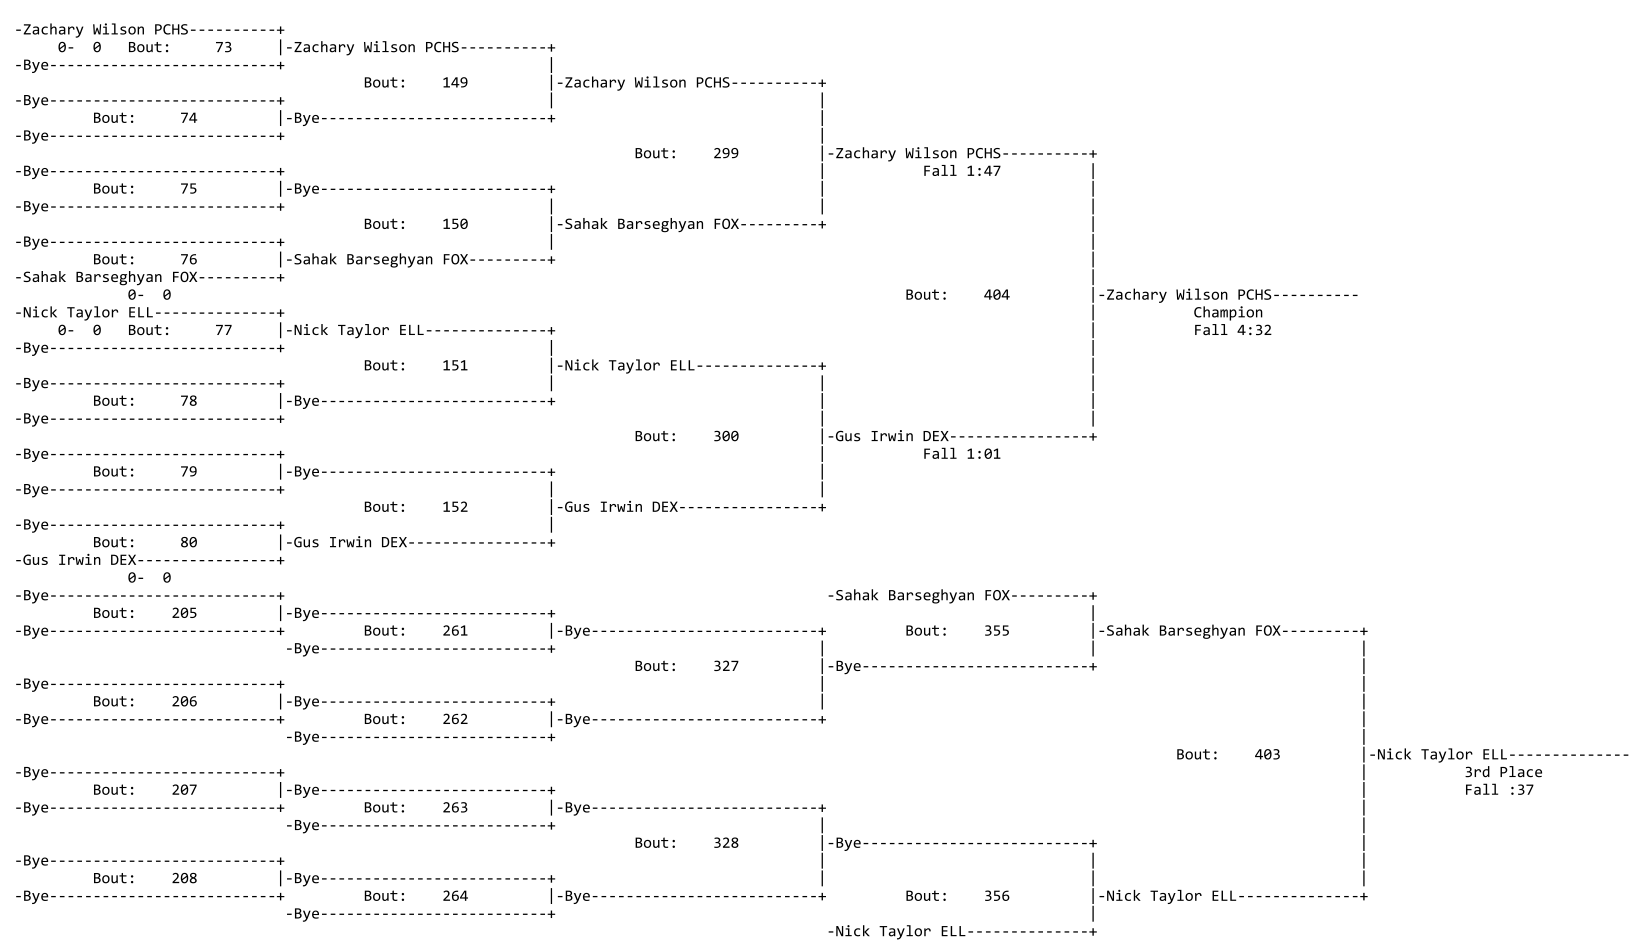 -Zachary Wilson PCHS----------+
0-  0   Bout:     73     |-Zachary Wilson PCHS----------+
-Bye--------------------------+                              |
Bout:    149          |-Zachary Wilson PCHS----------+
-Bye--------------------------+                              |                              |
Bout:     74         |-Bye--------------------------+                              |
-Bye--------------------------+                                                             |
Bout:    299         |-Zachary Wilson PCHS----------+
-Bye--------------------------+                                                             |          Fall 1:47          |
Bout:     75         |-Bye--------------------------+                              |                              |
-Bye--------------------------+                              |                              |                              |
Bout:    150          |-Sahak Barseghyan FOX---------+                              |
-Bye--------------------------+                              |                                                             |
Bout:     76         |-Sahak Barseghyan FOX---------+                                                             |
-Sahak Barseghyan FOX---------+                                                                                            |
0-  0                                                                                     Bout:    404         |-Zachary Wilson PCHS----------
-Nick Taylor ELL--------------+                                                                                            |          Champion
0-  0   Bout:     77     |-Nick Taylor ELL--------------+                                                             |          Fall 4:32
-Bye--------------------------+                              |                                                             |
Bout:    151          |-Nick Taylor ELL--------------+                              |
-Bye--------------------------+                              |                              |                              |
Bout:     78         |-Bye--------------------------+                              |                              |
-Bye--------------------------+                                                             |                              |
Bout:    300         |-Gus Irwin DEX----------------+
-Bye--------------------------+                                                             |          Fall 1:01
Bout:     79         |-Bye--------------------------+                              |
-Bye--------------------------+                              |                              |
Bout:    152          |-Gus Irwin DEX----------------+
-Bye--------------------------+                              |
Bout:     80         |-Gus Irwin DEX----------------+
-Gus Irwin DEX----------------+
0-  0
-Bye--------------------------+                                                              -Sahak Barseghyan FOX---------+
Bout:    205         |-Bye--------------------------+                                                             |
-Bye--------------------------+         Bout:    261         |-Bye--------------------------+         Bout:    355         |-Sahak Barseghyan FOX---------+
-Bye--------------------------+                              |                              |                              |
Bout:    327         |-Bye--------------------------+                              |
-Bye--------------------------+                                                             |                                                             |
Bout:    206         |-Bye--------------------------+                              |                                                             |
-Bye--------------------------+         Bout:    262         |-Bye--------------------------+                                                             |
-Bye--------------------------+                                                                                            |
Bout:    403         |-Nick Taylor ELL--------------
-Bye--------------------------+                                                                                                                           |          3rd Place
Bout:    207         |-Bye--------------------------+                                                                                            |          Fall :37
-Bye--------------------------+         Bout:    263         |-Bye--------------------------+                                                             |
-Bye--------------------------+                              |                                                             |
Bout:    328         |-Bye--------------------------+                              |
-Bye--------------------------+                                                             |                              |                              |
Bout:    208         |-Bye--------------------------+                              |                              |                              |
-Bye--------------------------+         Bout:    264         |-Bye--------------------------+         Bout:    356         |-Nick Taylor ELL--------------+
-Bye--------------------------+                                                             |
-Nick Taylor ELL--------------+